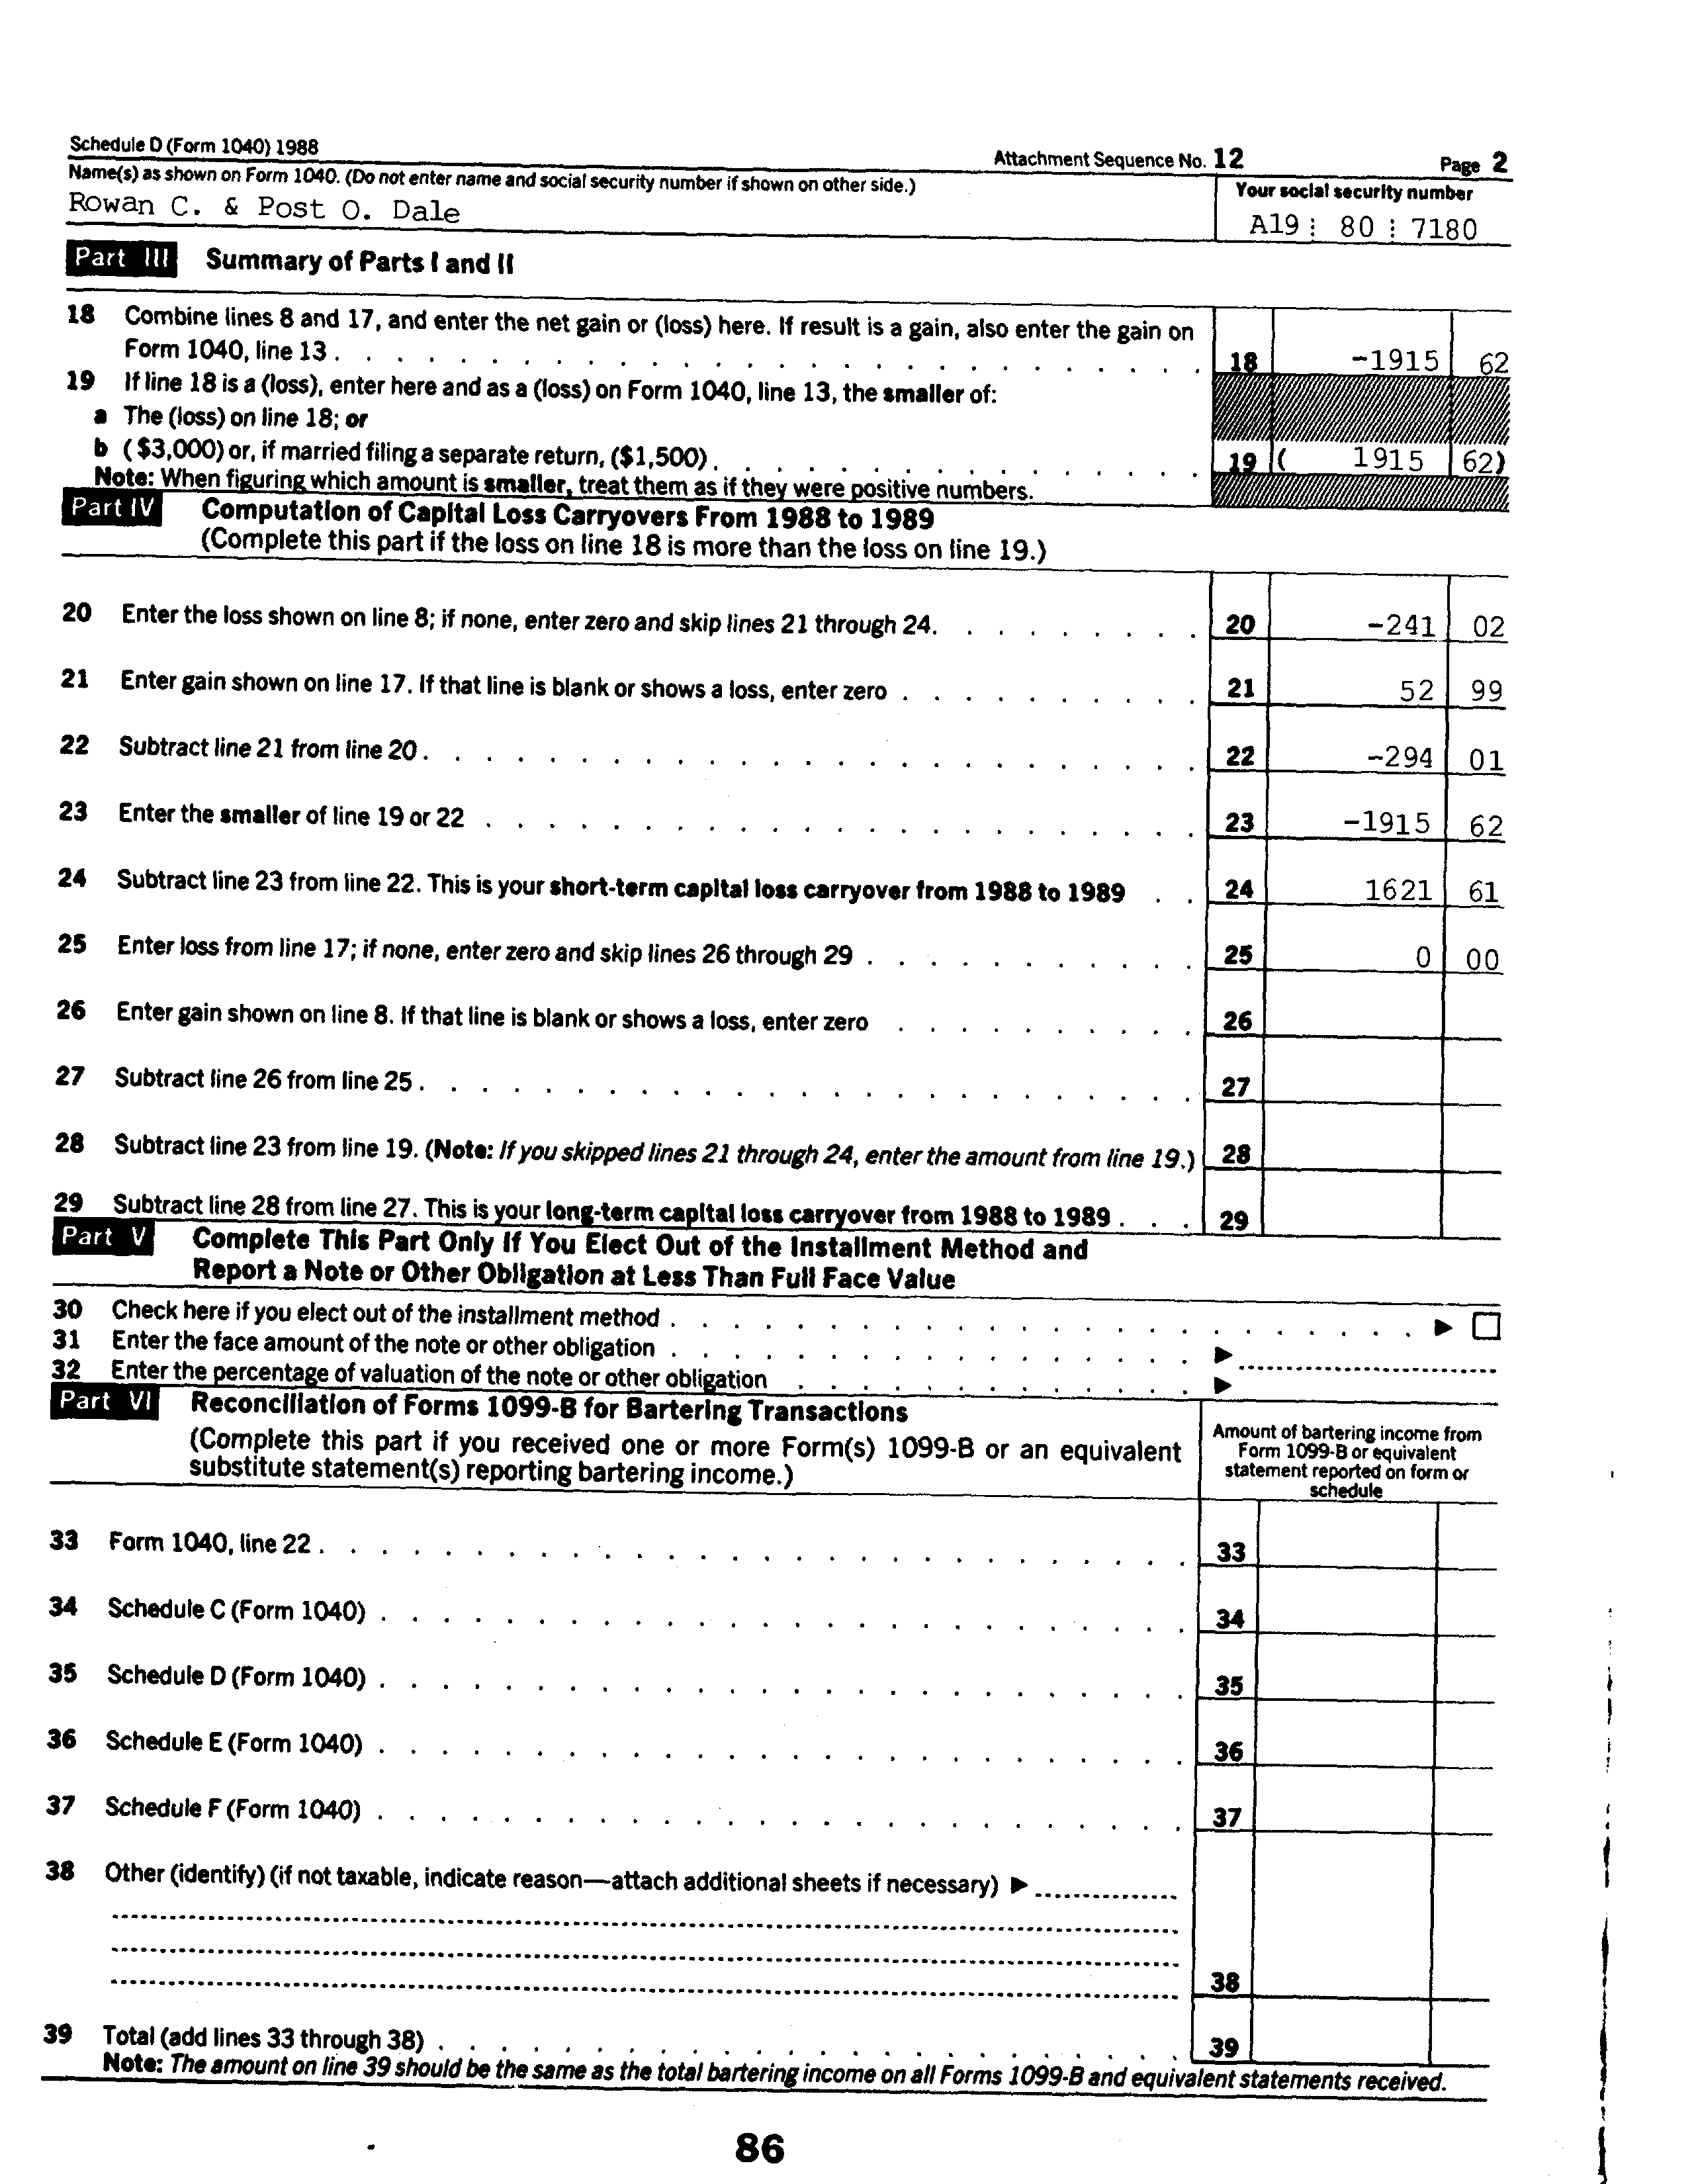 Schedule D (Form 1040) 1988 Attachment Sequence No. 12 Page 2
Name(s) as shown on Form 1040. (Do not enter name and social security number if shown on other side.) Your social security number
Rowan C. & Post O. Dale A19 80 7180
Part III Summary of Parts I and II
18 Combine lines 8 and 17, and enter the net gain or (loss) here. If result is a gain, also enter the gain on
Form 1040, line 13 . 18 -1915 62
19 If line 18 is a (loss), enter here and as a (loss) on Form 1040, line 13, the smaller of:
a The (loss) on line 18; or
b ($3,000) or, if married filing a separate return, ($1,500) . 19 ( 1915 62)
Note: When figuring which amount is smaller, treat them as if they were positive numbers.
Part IV Computation of Capital Loss Carryovers From 1988 to 1989
(Complete this part if the loss on line 18 is more than the loss on line 19.)
20 Enter the loss shown on line 8; if none, enter zero and skip lines 21 through 24. 20 -241 02
21 Enter gain shown on line 17. If that line is blank or shows a loss, enter zero . 21 52 99
22 Subtract line 21 from line 20 . 22 -294 01
23 Enter the smaller of line 19 or 22 . 23 -1915 62
24 Subtract line 23 from line 22. This is your short-term capital loss carryover from 1988 to 1989 . 24 1621 61
25 Enter loss from line 17; if none, enter zero and skip lines 26 through 29 . 25 0 00
26 Enter gain shown on line 8. If that line is blank or shows a loss, enter zero . 26
27 Subtract line 26 from line 25 . 27
28 Subtract line 23 from line 19. (Note: If you skipped lines 21 through 24, enter the amount from line 19.) 28
29 Subtract line 28 from line 27. This is your long-term capital loss carryover from 1988 to 1989 . 29
Part V Complete This Part Only If You Elect Out of the Installment Method and
Report a Note or Other Obligation at Less Than Full Face Value
30 Check here if you elect out of the installment method . ▶ □
31 Enter the face amount of the note or other obligation . ▶
32 Enter the percentage of valuation of the note or other obligation . ▶
Part VI Reconciliation of Forms 1099-B for Bartering Transactions
(Complete this part if you received one or more Form(s) 1099-B or an equivalent
substitute statement(s) reporting bartering income.)
Amount of bartering income from
Form 1099-B or equivalent
statement reported on form or
schedule
33 Form 1040, line 22 . 33
34 Schedule C (Form 1040) . 34
35 Schedule D (Form 1040) . 35
36 Schedule E (Form 1040) . 36
37 Schedule F (Form 1040) . 37
38 Other (identify) (if not taxable, indicate reason—attach additional sheets if necessary) ▶
38
39 Total (add lines 33 through 38) . 39
Note: The amount on line 39 should be the same as the total bartering income on all Forms 1099-B and equivalent statements received.
86